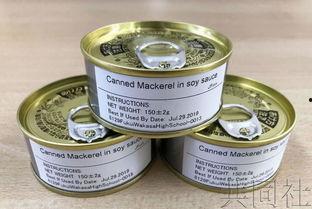 Canned Mackerel in soy sauce
INSTRUCTIONS
NET WEIGHT: 150±2g
Best If Used By Date: Jul.29.2019
Canned Mackerel in soy sauce
INSTRUCTIONS
NET WEIGHT: 150±2g
Best If Used By Date: Jul.29.2019
Canned Mackerel in soy sauce
INSTRUCTIONS
NET WEIGHT: 150±2g
Best If Used By Date: Jul.29.2019
共同社